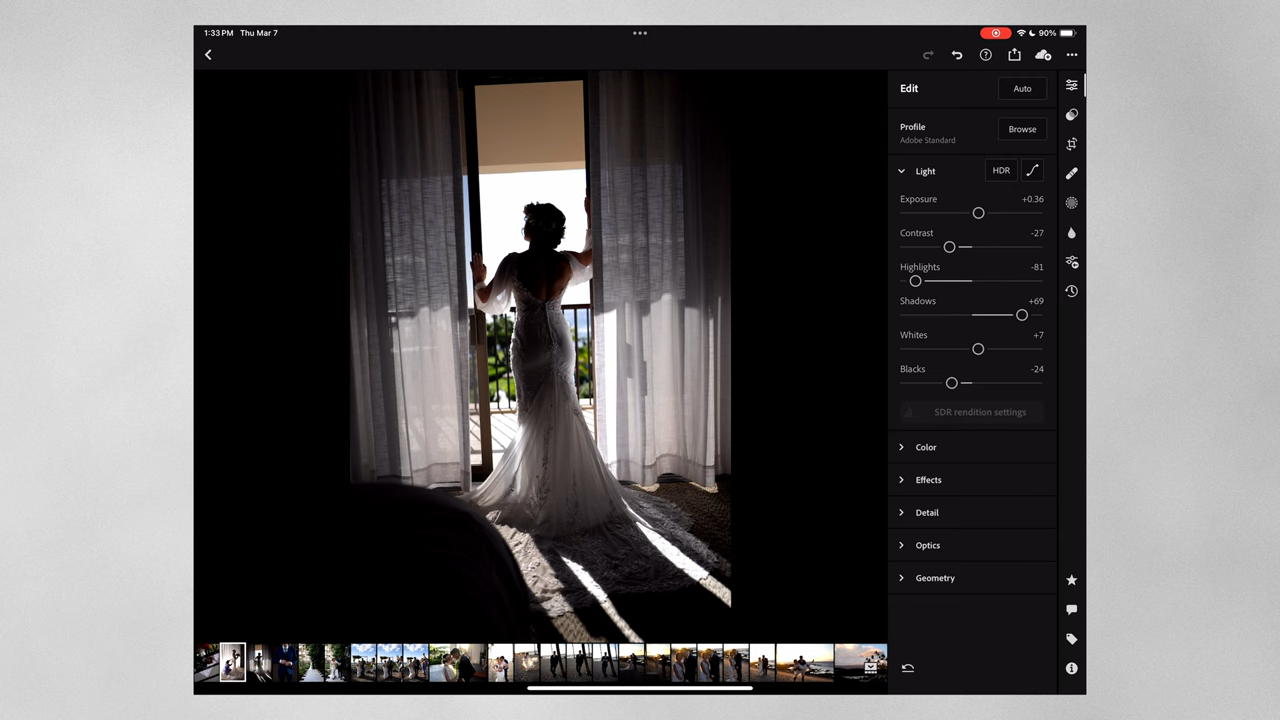 1:33 PM Thu Mar 7
90%
Edit
Auto
Profile
Adobe Standard
Browse
Light
HDR
Exposure
+0.36
Contrast
-27
Highlights
-81
Shadows
+69
Whites
+7
Blacks
-24
SDR rendition settings
Color
Effects
Detail
Optics
Geometry